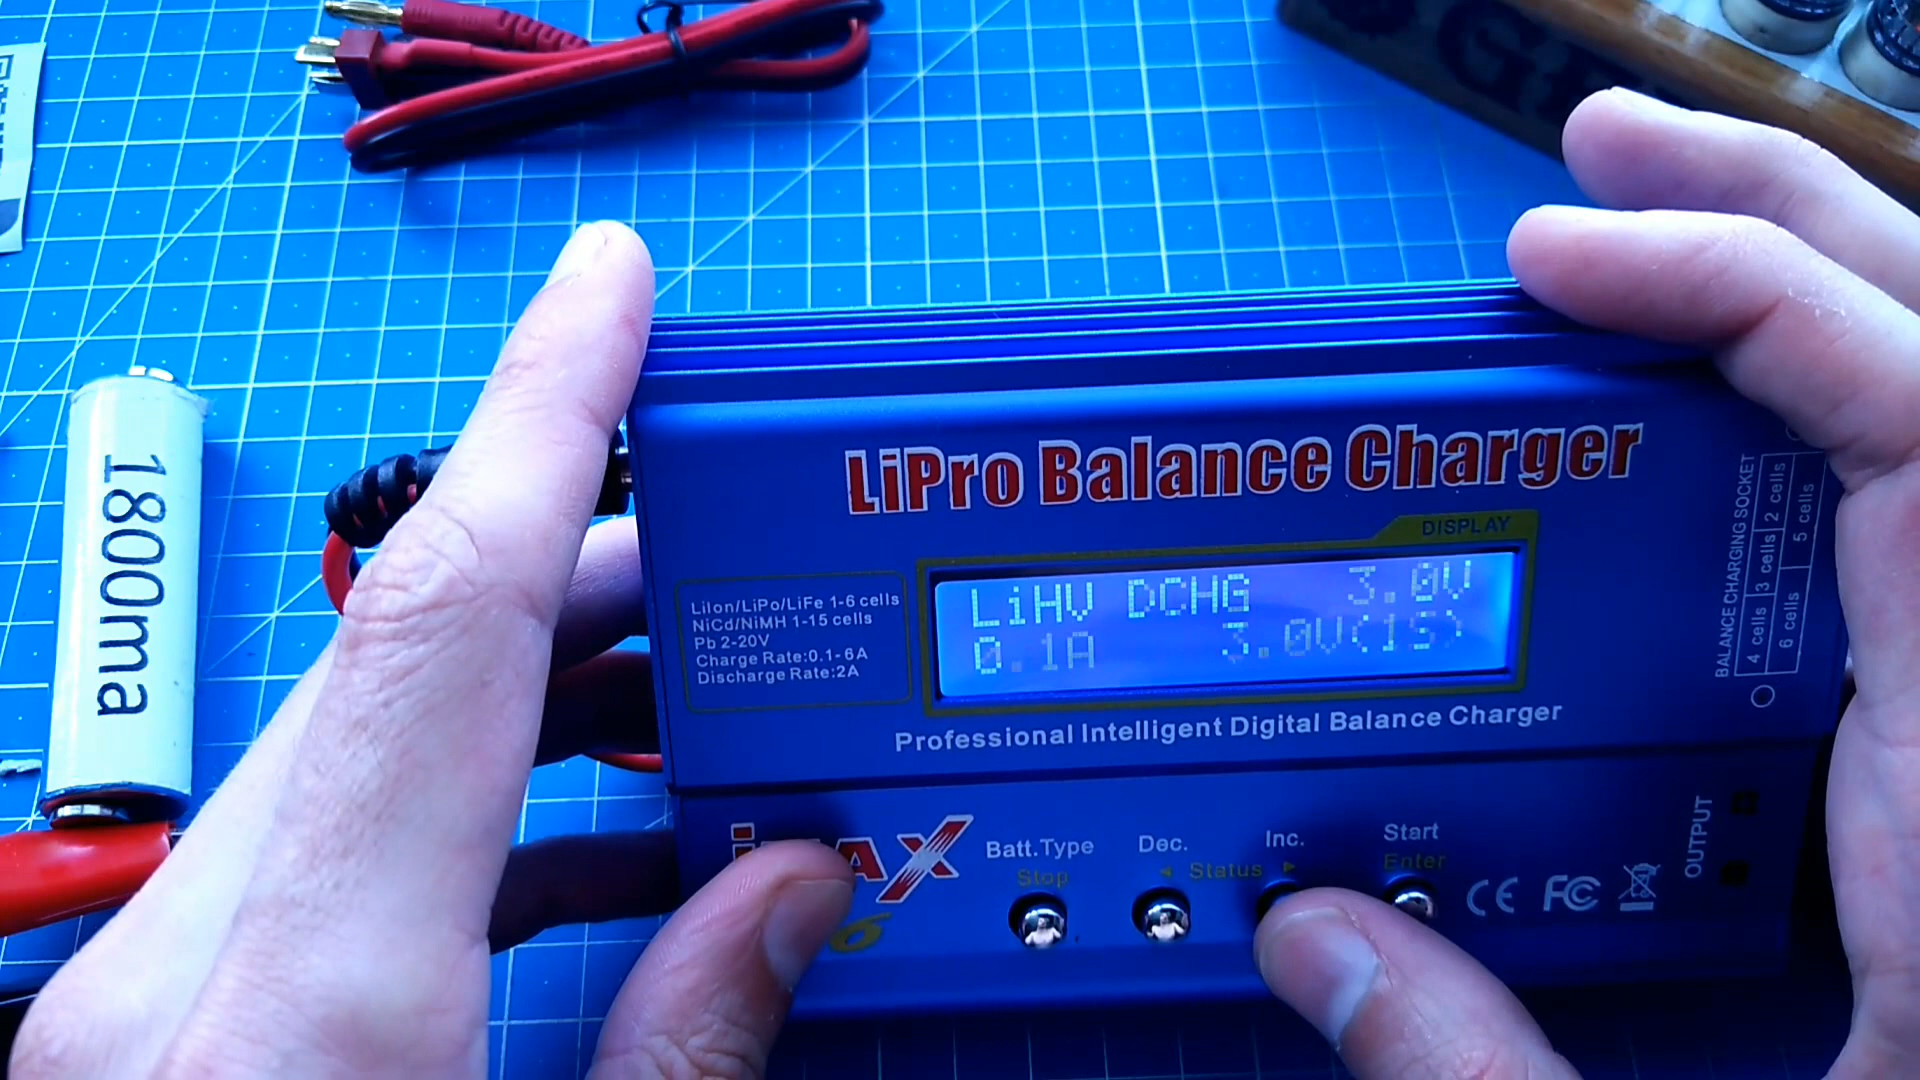 LiPro Balance Charger
DISPLAY
LiHV DCHG 3.0V
0.1A 3.0V(1S)
LiIon/LiPo/LiFe 1-6 cells
NiCd/NiMH 1-15 cells
Pb 2-20V
Charge Rate:0.1-6A
Discharge Rate:2A
Professional Intelligent Digital Balance Charger
BALANCE CHARGING SOCKET
4 cells 3 cells 2 cells
6 cells 5 cells
Batt.Type
Stop
Dec.
Inc.
Status
Start
Enter
CE FC
OUTPUT
6
1800ma